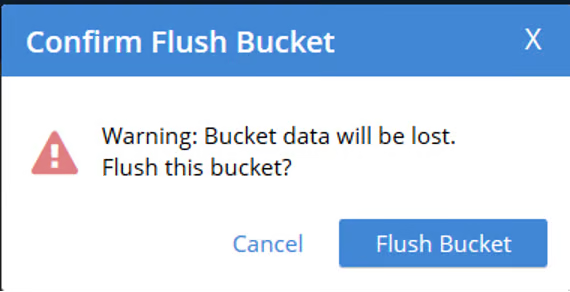 Confirm Flush Bucket X
Warning: Bucket data will be lost.
Flush this bucket?
Cancel Flush Bucket